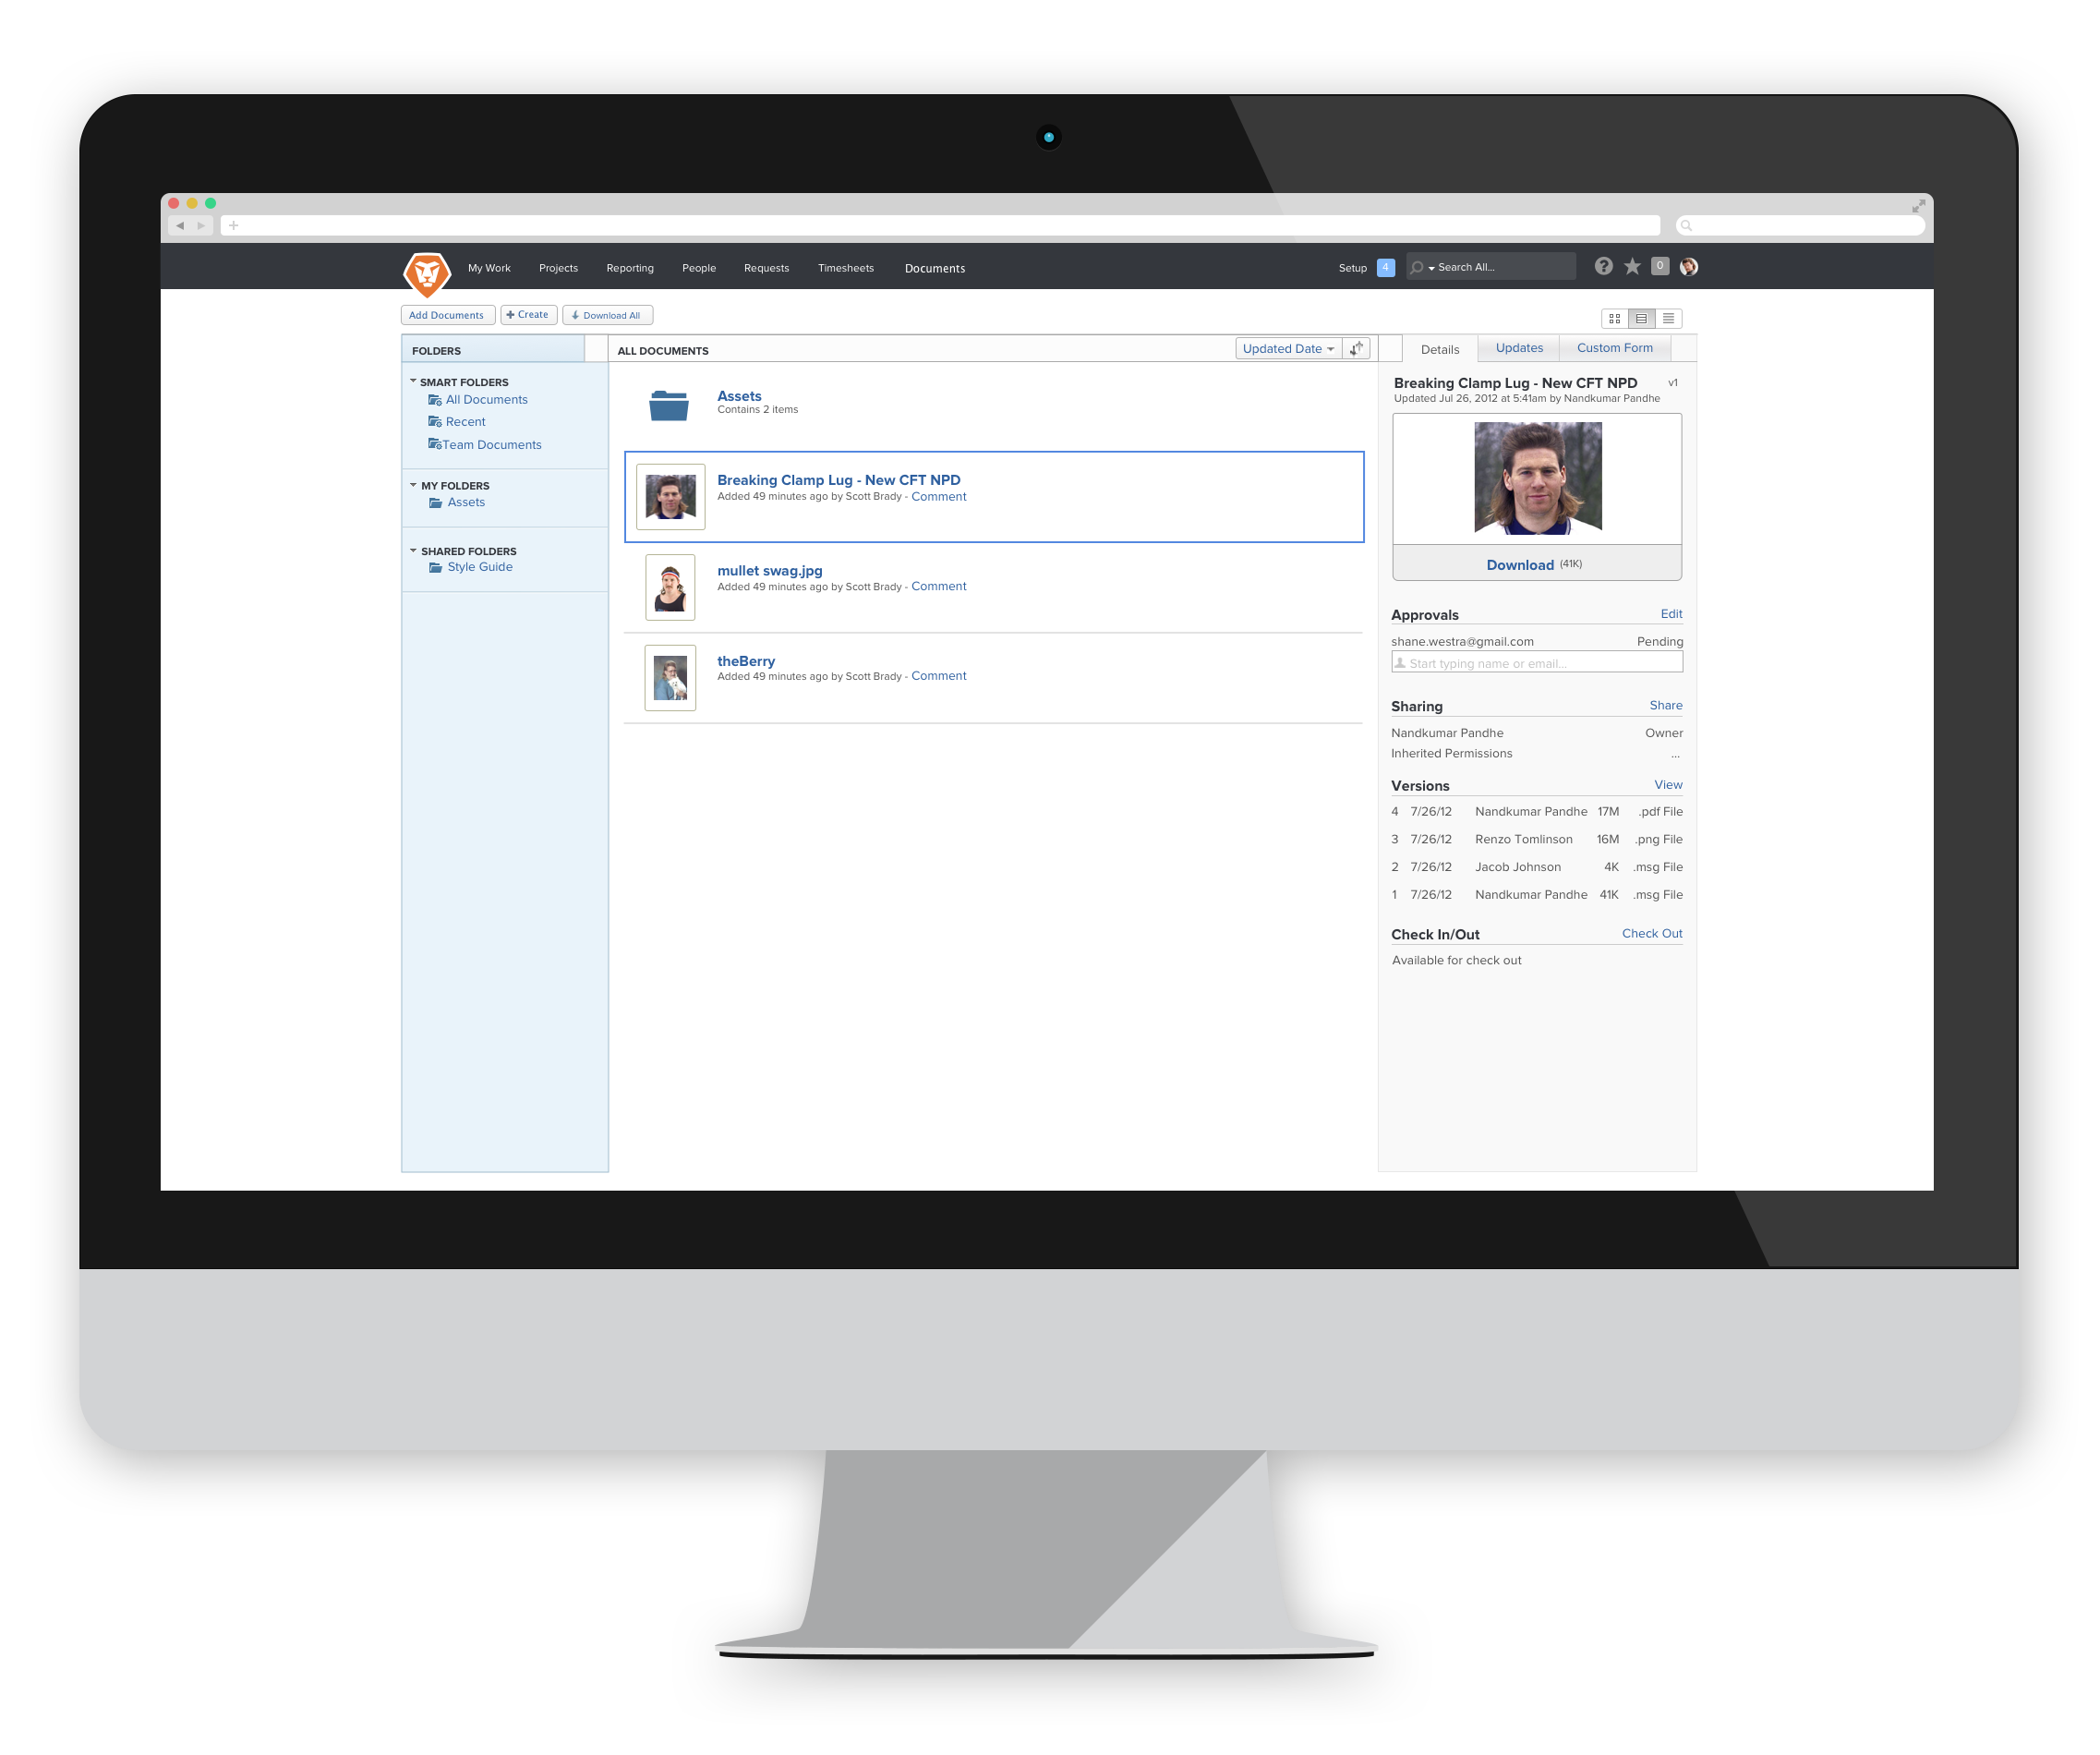 My Work Projects Reporting People Requests Timesheets Documents Setup 4 Search All... ? 0
Add Documents + Create Download All
FOLDERS
SMART FOLDERS
All Documents
Recent
Team Documents
MY FOLDERS
Assets
SHARED FOLDERS
Style Guide
ALL DOCUMENTS Updated Date
Assets
Contains 2 items
Breaking Clamp Lug - New CFT NPD
Added 49 minutes ago by Scott Brady - Comment
mullet swag.jpg
Added 49 minutes ago by Scott Brady - Comment
theBerry
Added 49 minutes ago by Scott Brady - Comment
Details Updates Custom Form
Breaking Clamp Lug - New CFT NPD v1
Updated Jul 26, 2012 at 5:41am by Nandkumar Pandhe
Download (41K)
Approvals Edit
shane.westra@gmail.com Pending
Start typing name or email...
Sharing Share
Nandkumar Pandhe Owner
Inherited Permissions ...
Versions View
4 7/26/12 Nandkumar Pandhe 17M .pdf File
3 7/26/12 Renzo Tomlinson 16M .png File
2 7/26/12 Jacob Johnson 4K .msg File
1 7/26/12 Nandkumar Pandhe 41K .msg File
Check In/Out Check Out
Available for check out